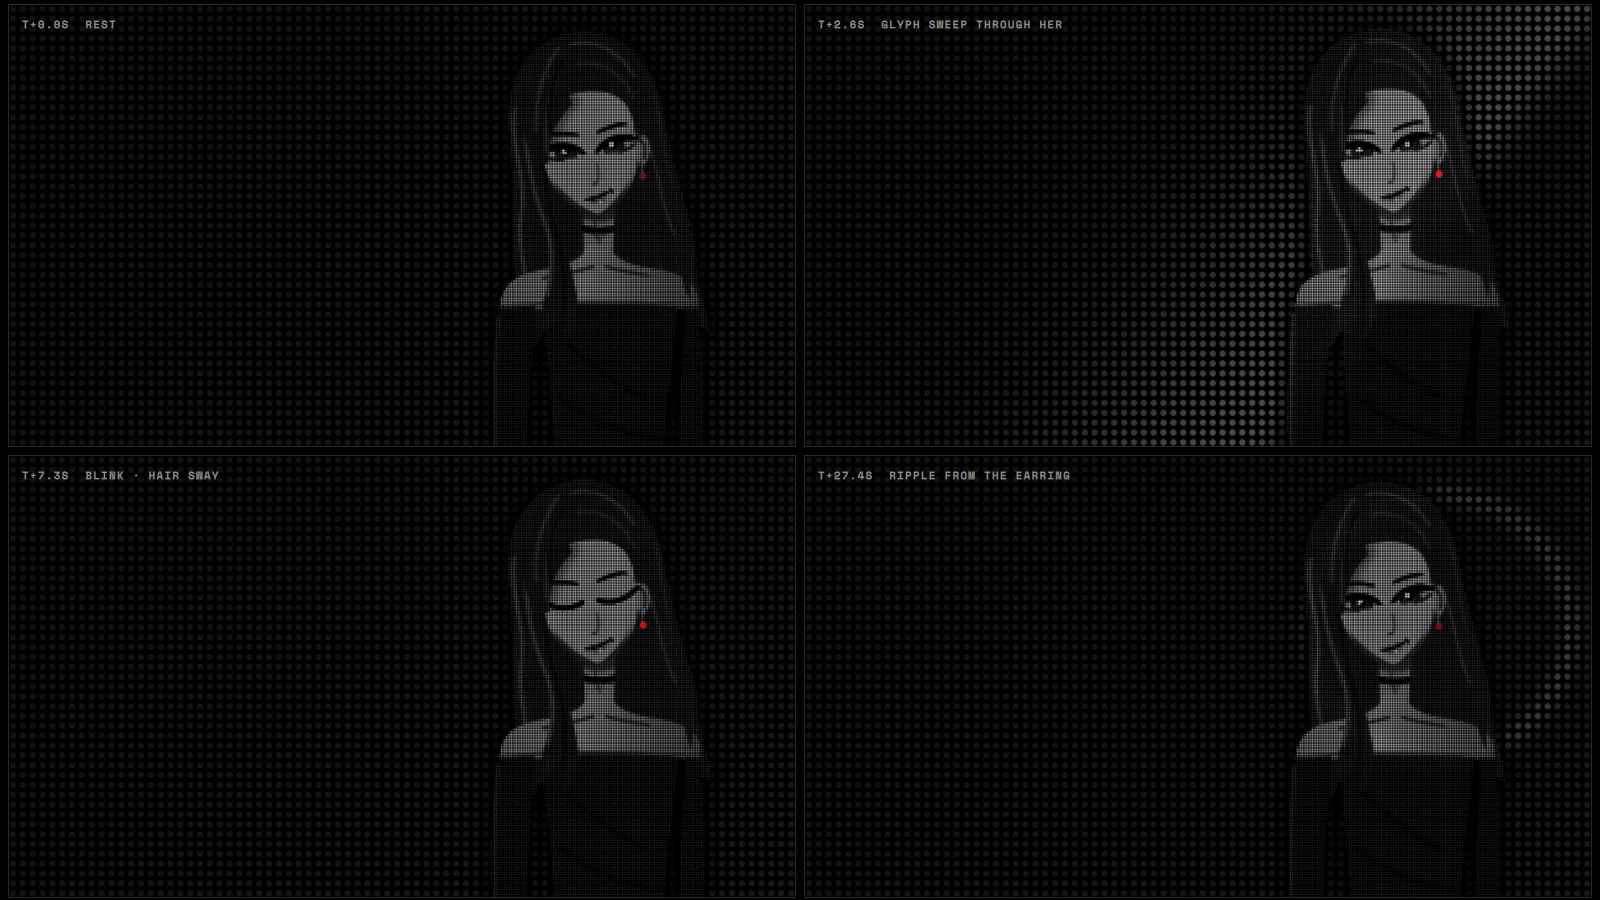 T+0.0S REST
T+2.6S GLYPH SWEEP THROUGH HER
T+7.3S BLINK · HAIR SWAY
T+27.4S RIPPLE FROM THE EARRING